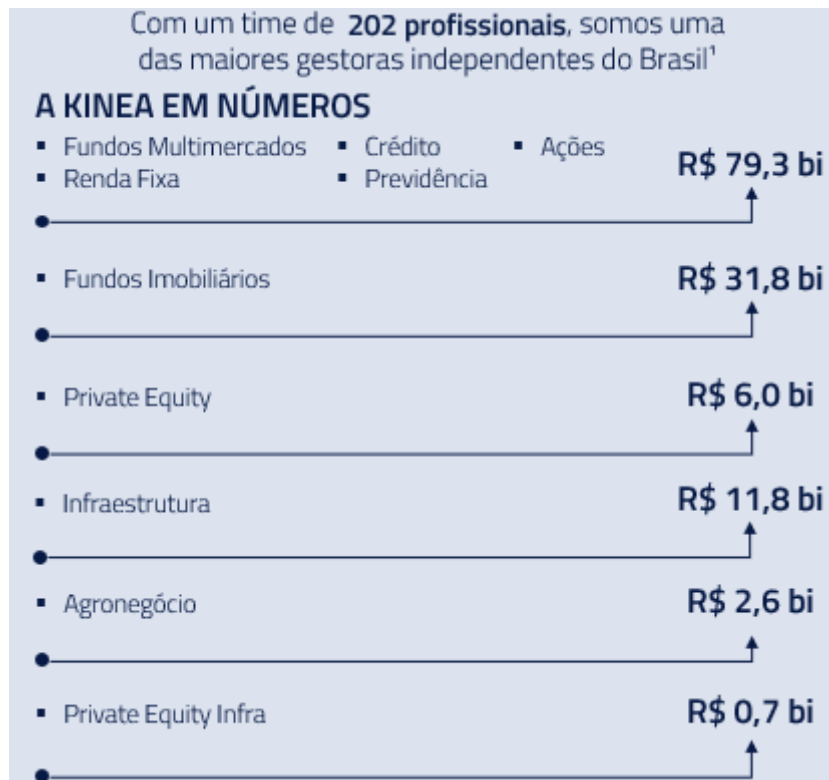 Com um time de 202 profissionais, somos uma
das maiores gestoras independentes do Brasil¹
A KINEA EM NÚMEROS
▪ Fundos Multimercados ▪ Crédito ▪ Ações
▪ Renda Fixa ▪ Previdência
R$ 79,3 bi
▪ Fundos Imobiliários R$ 31,8 bi
▪ Private Equity R$ 6,0 bi
▪ Infraestrutura R$ 11,8 bi
▪ Agronegócio R$ 2,6 bi
▪ Private Equity Infra R$ 0,7 bi